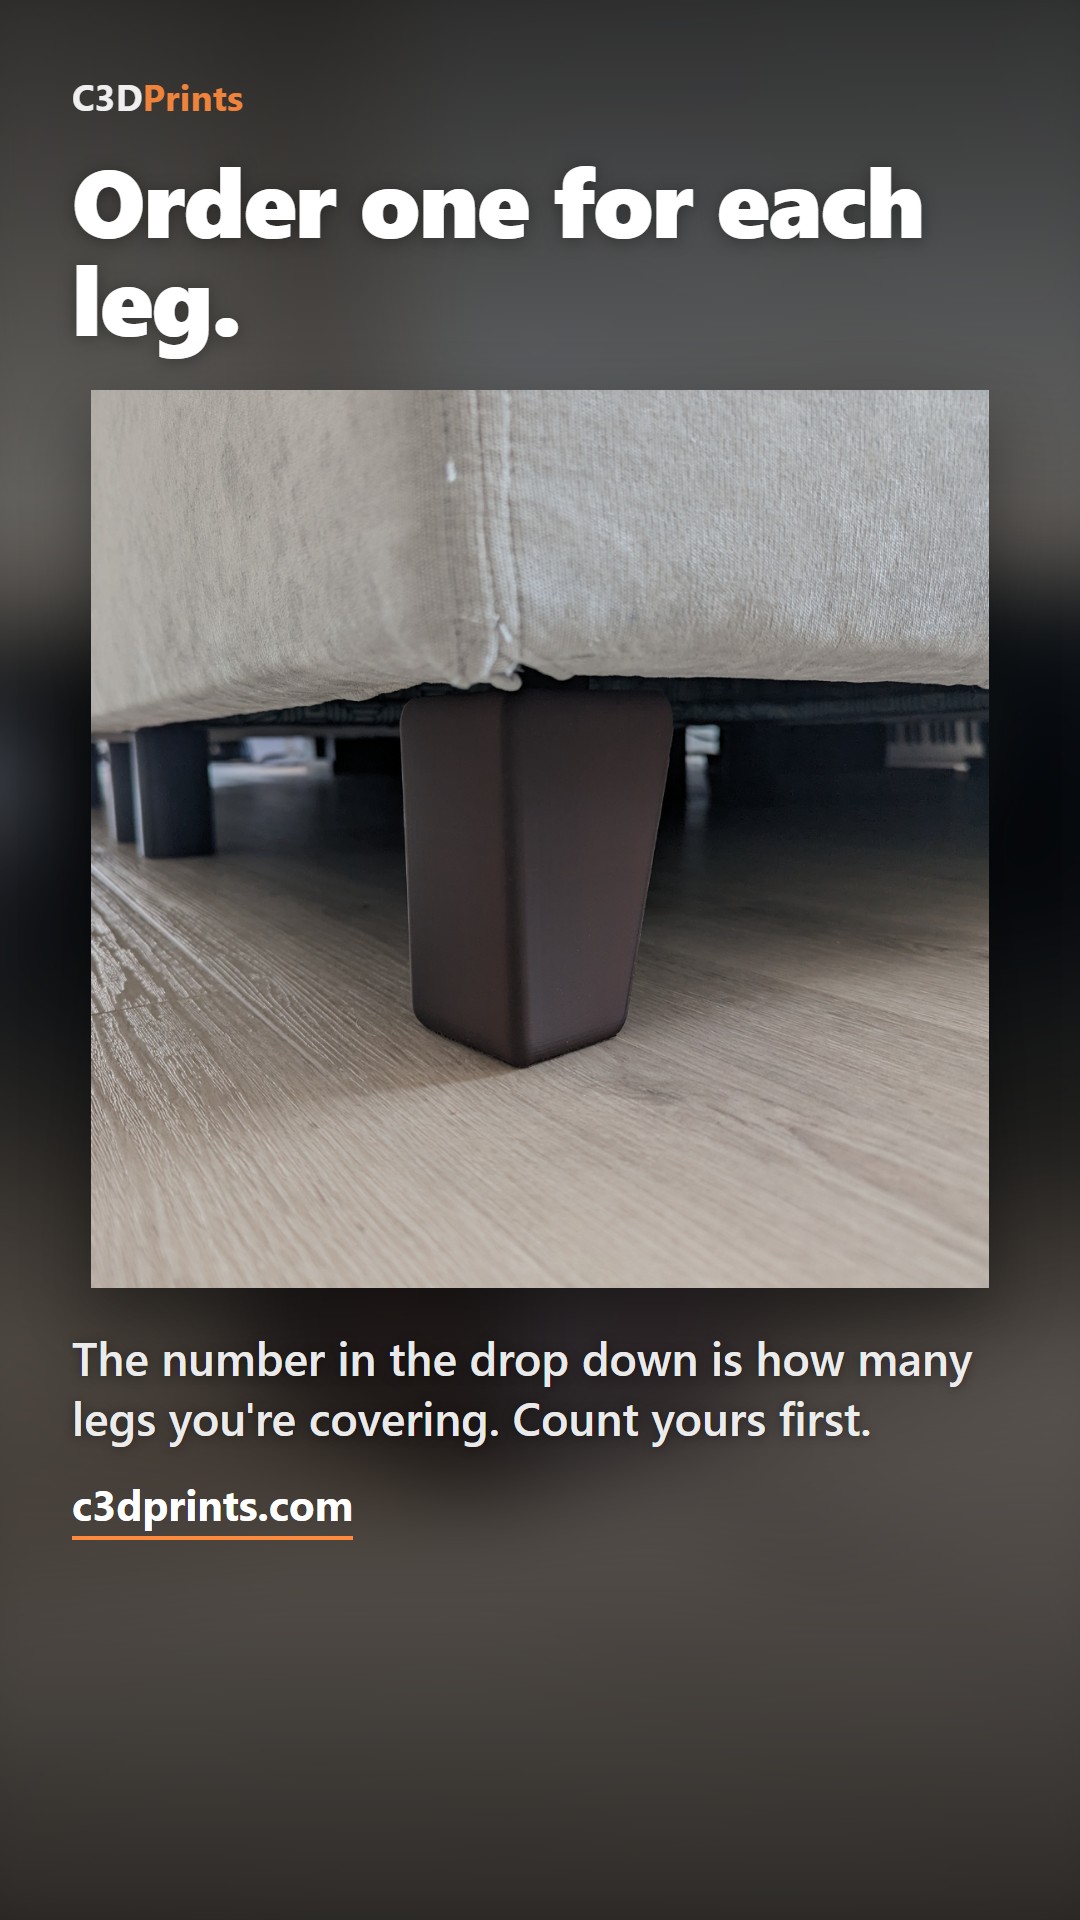 C3DPrints
Order one for each
leg.
The number in the drop down is how many
legs you're covering. Count yours first.
c3dprints.com